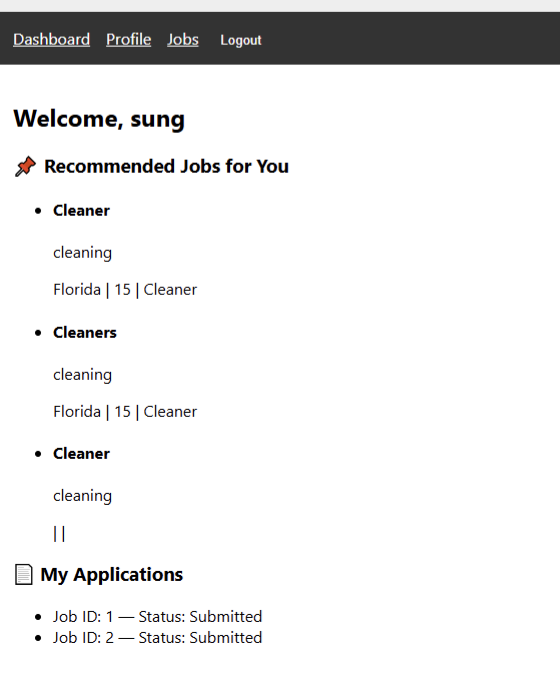 Dashboard Profile Jobs Logout
Welcome, sung
📌 Recommended Jobs for You
• Cleaner
cleaning
Florida | 15 | Cleaner
• Cleaners
cleaning
Florida | 15 | Cleaner
• Cleaner
cleaning
| |
📄 My Applications
• Job ID: 1 — Status: Submitted
• Job ID: 2 — Status: Submitted